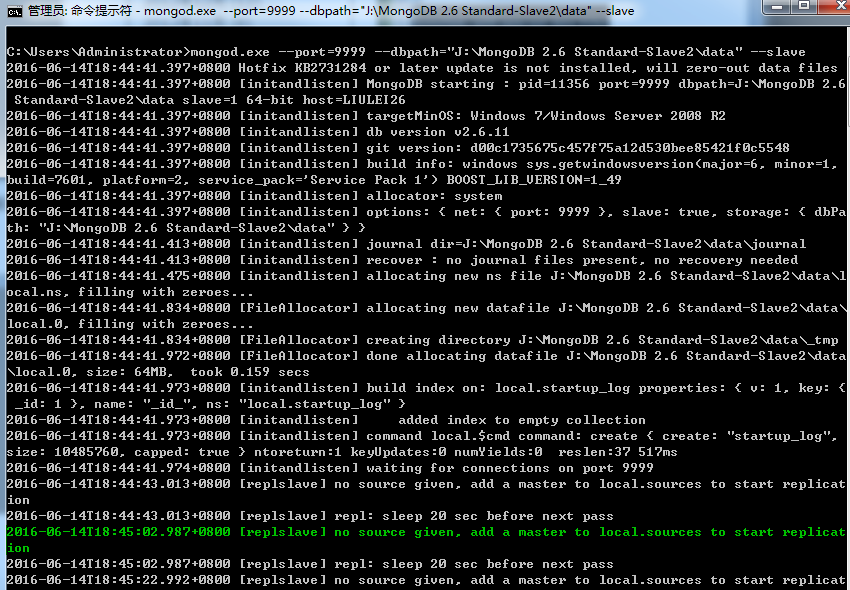 管理员: 命令提示符 - mongod.exe  --port=9999 --dbpath="J:\MongoDB 2.6 Standard-Slave2\data" --slave
C:\Users\Administrator>mongod.exe --port=9999 --dbpath="J:\MongoDB 2.6 Standard-Slave2\data" --slave
2016-06-14T18:44:41.397+0800 Hotfix KB2731284 or later update is not installed, will zero-out data files
2016-06-14T18:44:41.397+0800 [initandlisten] MongoDB starting : pid=11356 port=9999 dbpath=J:\MongoDB 2.6
 Standard-Slave2\data slave=1 64-bit host=LIULEI26
2016-06-14T18:44:41.397+0800 [initandlisten] targetMinOS: Windows 7/Windows Server 2008 R2
2016-06-14T18:44:41.397+0800 [initandlisten] db version v2.6.11
2016-06-14T18:44:41.397+0800 [initandlisten] git version: d00c1735675c457f75a12d530bee85421f0c5548
2016-06-14T18:44:41.397+0800 [initandlisten] build info: windows sys.getwindowsversion(major=6, minor=1,
build=7601, platform=2, service_pack='Service Pack 1') BOOST_LIB_VERSION=1_49
2016-06-14T18:44:41.397+0800 [initandlisten] allocator: system
2016-06-14T18:44:41.397+0800 [initandlisten] options: { net: { port: 9999 }, slave: true, storage: { dbPa
th: "J:\MongoDB 2.6 Standard-Slave2\data" } }
2016-06-14T18:44:41.413+0800 [initandlisten] journal dir=J:\MongoDB 2.6 Standard-Slave2\data\journal
2016-06-14T18:44:41.413+0800 [initandlisten] recover : no journal files present, no recovery needed
2016-06-14T18:44:41.475+0800 [initandlisten] allocating new ns file J:\MongoDB 2.6 Standard-Slave2\data\l
ocal.ns, filling with zeroes...
2016-06-14T18:44:41.834+0800 [FileAllocator] allocating new datafile J:\MongoDB 2.6 Standard-Slave2\data\
local.0, filling with zeroes...
2016-06-14T18:44:41.834+0800 [FileAllocator] creating directory J:\MongoDB 2.6 Standard-Slave2\data\_tmp
2016-06-14T18:44:41.972+0800 [FileAllocator] done allocating datafile J:\MongoDB 2.6 Standard-Slave2\data
\local.0, size: 64MB,  took 0.159 secs
2016-06-14T18:44:41.973+0800 [initandlisten] build index on: local.startup_log properties: { v: 1, key: {
 _id: 1 }, name: "_id_", ns: "local.startup_log" }
2016-06-14T18:44:41.973+0800 [initandlisten]     added index to empty collection
2016-06-14T18:44:41.973+0800 [initandlisten] command local.$cmd command: create { create: "startup_log",
size: 10485760, capped: true } ntoreturn:1 keyUpdates:0 numYields:0  reslen:37 517ms
2016-06-14T18:44:41.974+0800 [initandlisten] waiting for connections on port 9999
2016-06-14T18:44:43.013+0800 [replslave] no source given, add a master to local.sources to start replicat
ion
2016-06-14T18:44:43.013+0800 [replslave] repl: sleep 20 sec before next pass
2016-06-14T18:45:02.987+0800 [replslave] no source given, add a master to local.sources to start replicat
ion
2016-06-14T18:45:02.987+0800 [replslave] repl: sleep 20 sec before next pass
2016-06-14T18:45:22.992+0800 [replslave] no source given, add a master to local.sources to start replicat